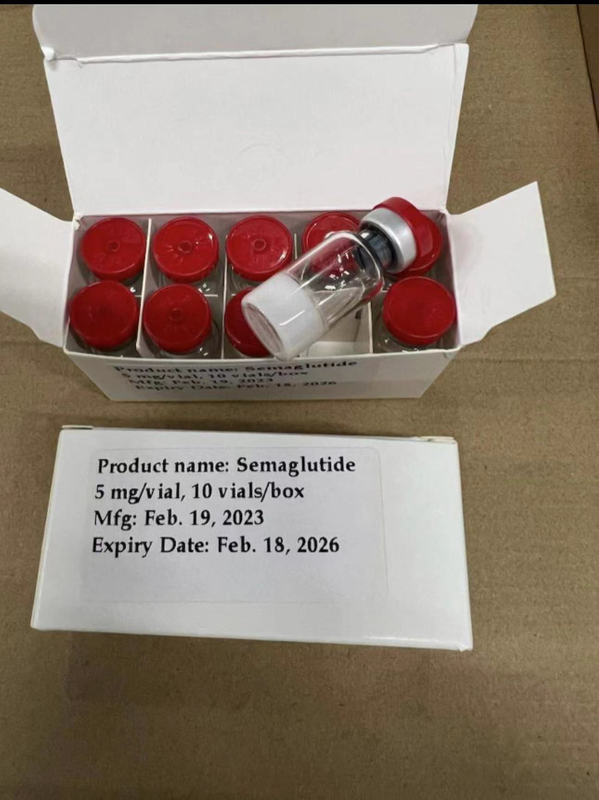 Product name: Semaglutide
5 mg/vial, 10 vials/box
Mfg: Feb. 19, 2023
Expiry Date: Feb. 18, 2026
Product name: Semaglutide
5 mg/vial, 10 vials/box
Mfg: Feb. 19, 2023
Expiry Date: Feb. 18, 2026